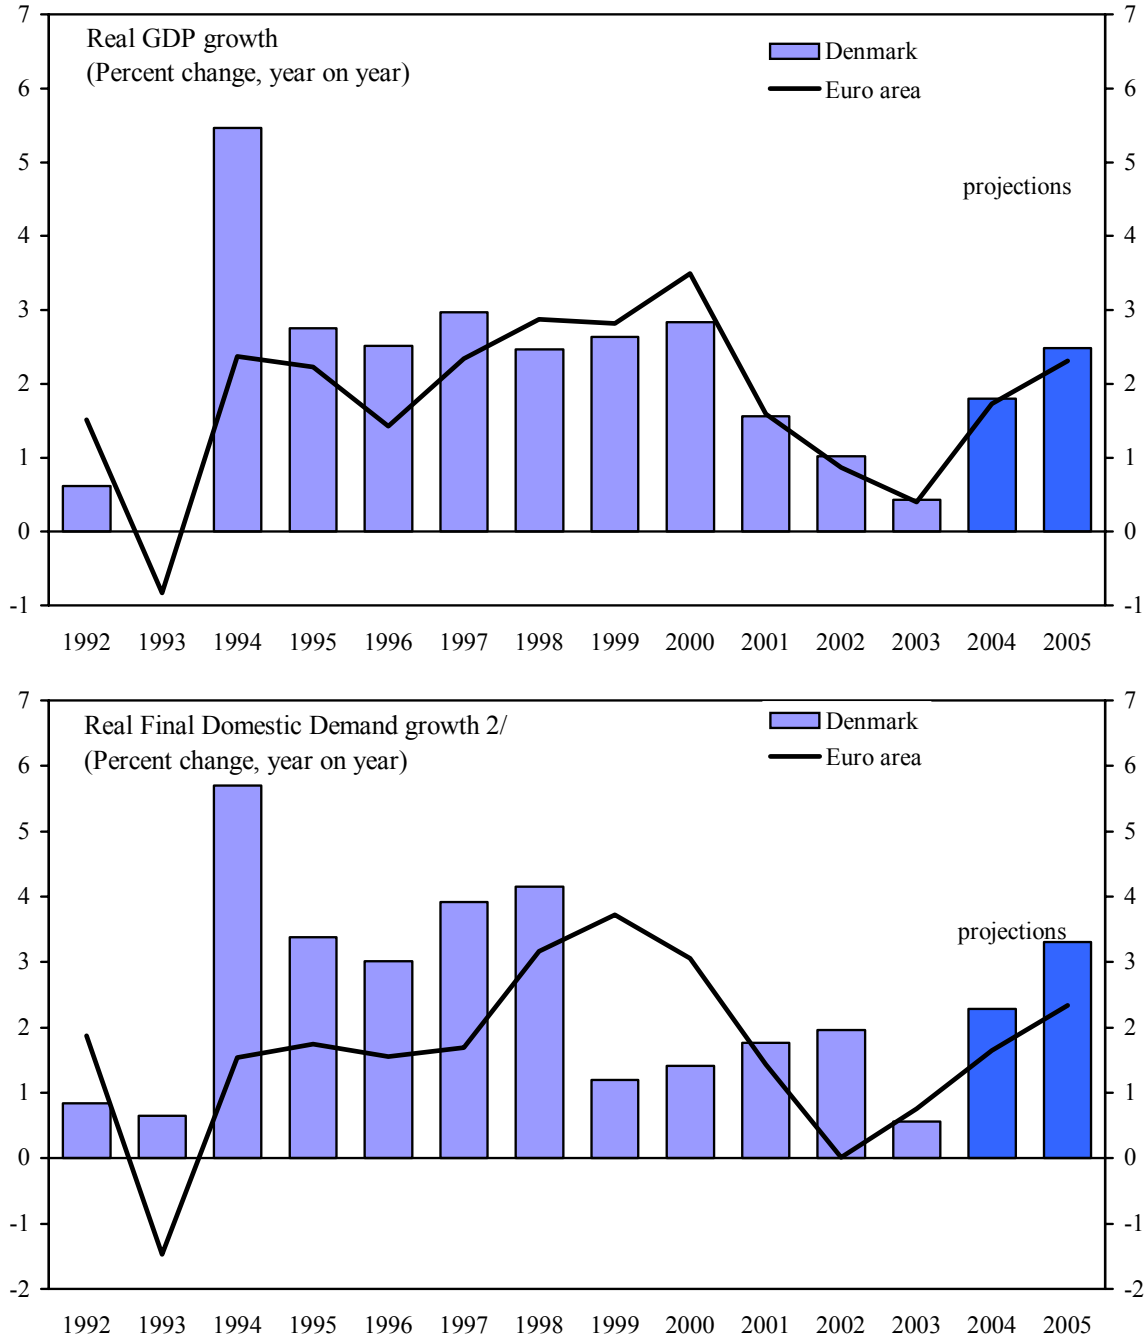 Real GDP growth
(Percent change, year on year)
Denmark
Euro area
projections
7 7
6 6
5 5
4 4
3 3
2 2
1 1
0 0
-1 -1
1992 1993 1994 1995 1996 1997 1998 1999 2000 2001 2002 2003 2004 2005
Real Final Domestic Demand growth 2/
(Percent change, year on year)
Denmark
Euro area
projections
7 7
6 6
5 5
4 4
3 3
2 2
1 1
0 0
-1 -1
-2 -2
1992 1993 1994 1995 1996 1997 1998 1999 2000 2001 2002 2003 2004 2005